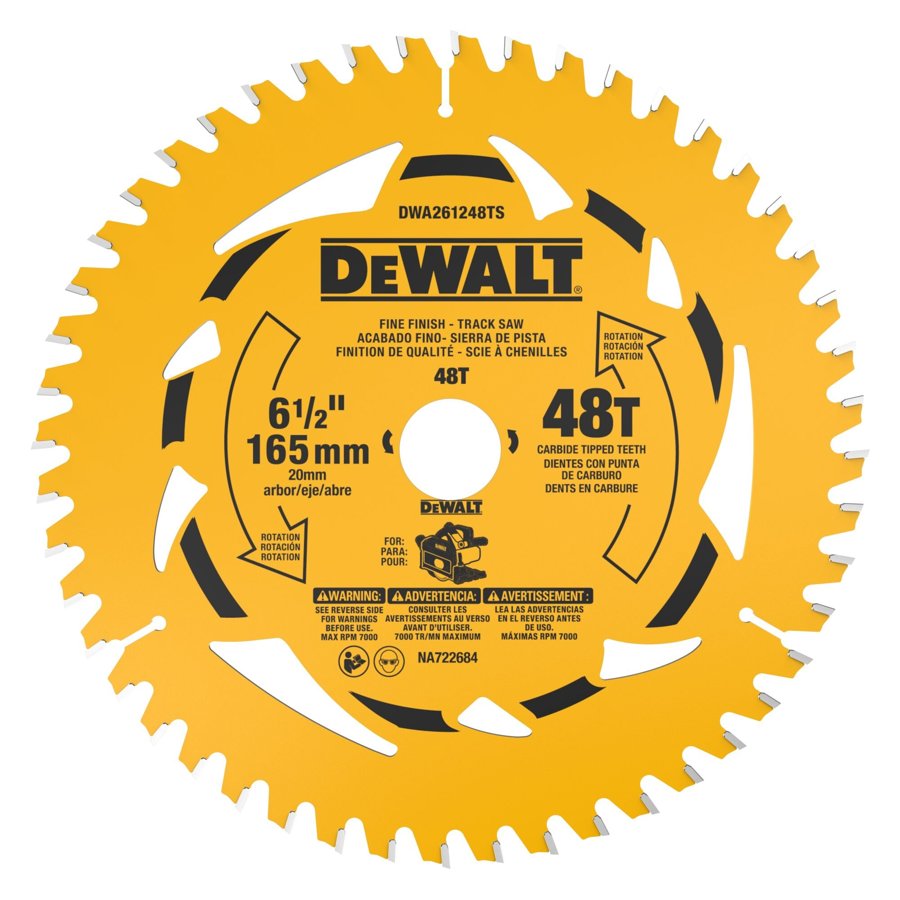 DWA261248TS
DEWALT®
FINE FINISH - TRACK SAW
ACABADO FINO- SIERRA DE PISTA
FINITION DE QUALITÉ - SCIE À CHENILLES
48T
6 1/2"
165 mm
20mm
arbor/eje/abre
ROTATION
ROTACIÓN
ROTATION
48T
CARBIDE TIPPED TEETH
DIENTES CON PUNTA
DE CARBURO
DENTS EN CARBURE
ROTATION
ROTACIÓN
ROTATION
DEWALT
FOR:
PARA:
POUR:
WARNING:
SEE REVERSE SIDE
FOR WARNINGS
BEFORE USE.
MAX RPM 7000
ADVERTENCIA:
CONSULTER LES
AVERTISSEMENTS AU VERSO
AVANT D'UTILISER.
7000 TR/MN MAXIMUM
AVERTISSEMENT:
LEA LAS ADVERTENCIAS
EN EL REVERSO ANTES
DE USO.
MÁXIMAS RPM 7000
NA722684